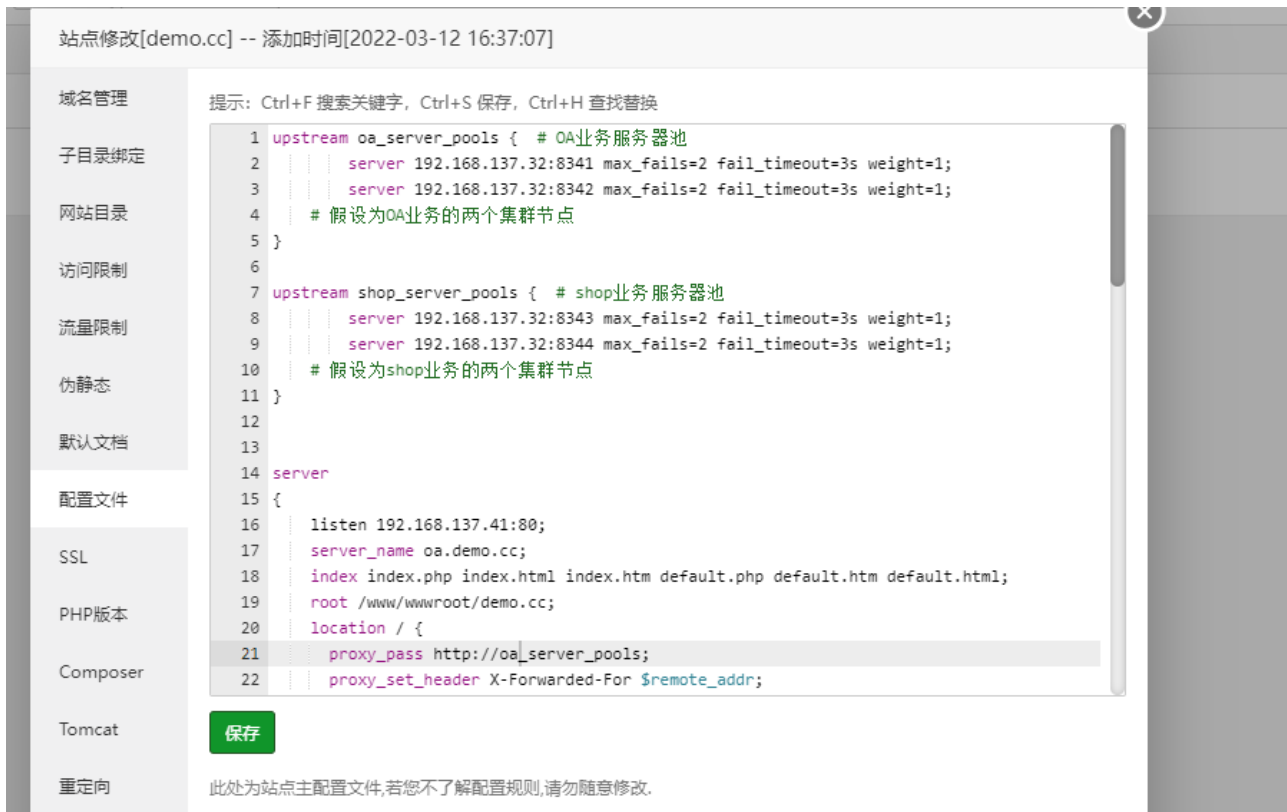 站点修改[demo.cc] -- 添加时间[2022-03-12 16:37:07]
域名管理
子目录绑定
网站目录
访问限制
流量限制
伪静态
默认文档
配置文件
SSL
PHP版本
Composer
Tomcat
重定向
提示：Ctrl+F 搜索关键字，Ctrl+S 保存，Ctrl+H 查找替换
1 upstream oa_server_pools {  # OA业务服务器池
2         server 192.168.137.32:8341 max_fails=2 fail_timeout=3s weight=1;
3         server 192.168.137.32:8342 max_fails=2 fail_timeout=3s weight=1;
4     # 假设为OA业务的两个集群节点
5 }
6
7 upstream shop_server_pools {  # shop业务服务器池
8         server 192.168.137.32:8343 max_fails=2 fail_timeout=3s weight=1;
9         server 192.168.137.32:8344 max_fails=2 fail_timeout=3s weight=1;
10     # 假设为shop业务的两个集群节点
11 }
12
13
14 server
15 {
16     listen 192.168.137.41:80;
17     server_name oa.demo.cc;
18     index index.php index.html index.htm default.php default.htm default.html;
19     root /www/wwwroot/demo.cc;
20     location / {
21       proxy_pass http://oa_server_pools;
22       proxy_set_header X-Forwarded-For $remote_addr;
保存
此处为站点主配置文件,若您不了解配置规则,请勿随意修改.